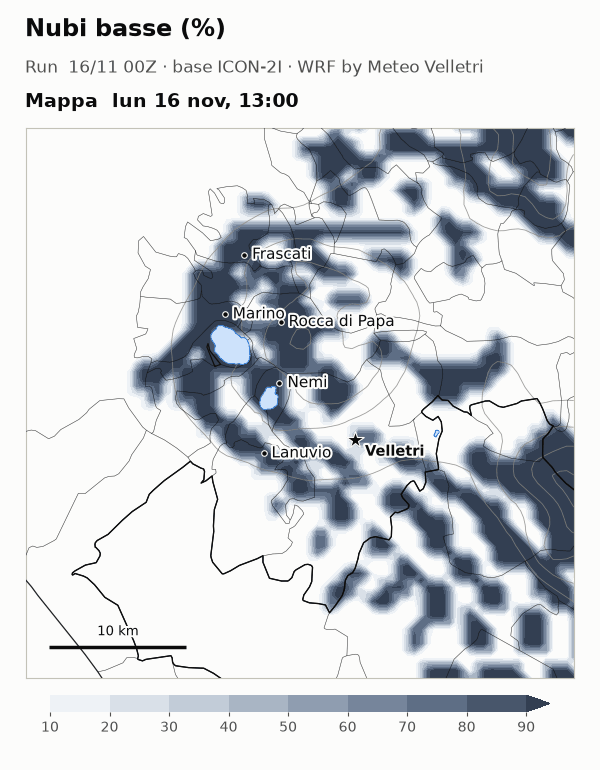 Nubi basse (%)
Run  16/11 00Z · base ICON-2I · WRF by Meteo Velletri
Mappa  lun 16 nov, 13:00
Frascati
Marino
Rocca di Papa
Nemi
Velletri
Lanuvio
10 km
10 20 30 40 50 60 70 80 90